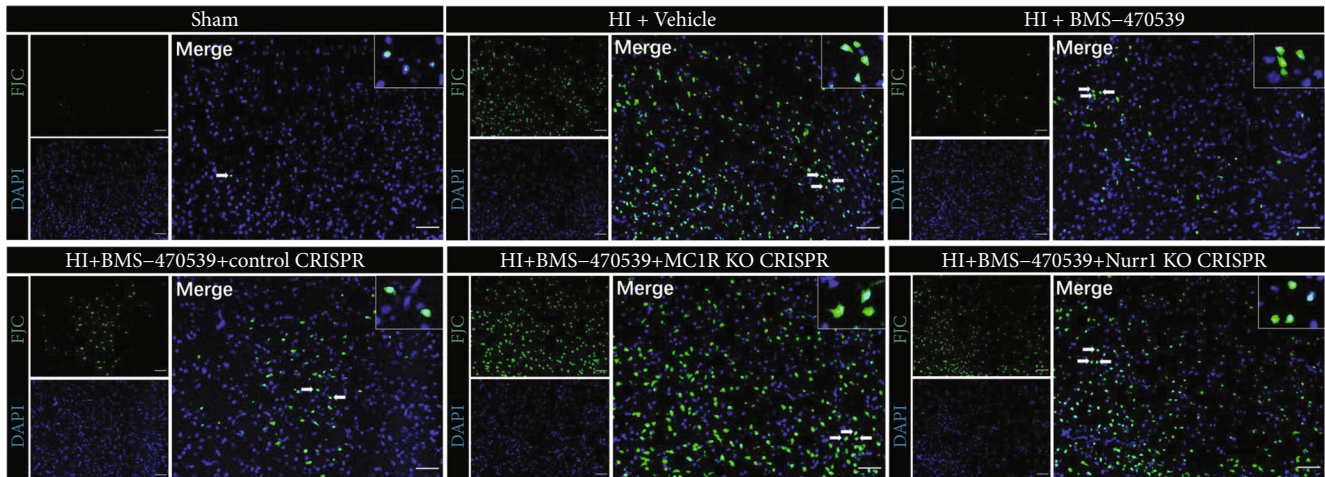 Sham
FJC
DAPI
Merge
HI + Vehicle
FJC
DAPI
Merge
HI + BMS–470539
FJC
DAPI
Merge
HI+BMS–470539+control CRISPR
FJC
DAPI
Merge
HI+BMS–470539+MC1R KO CRISPR
FJC
DAPI
Merge
HI+BMS–470539+Nurr1 KO CRISPR
FJC
DAPI
Merge